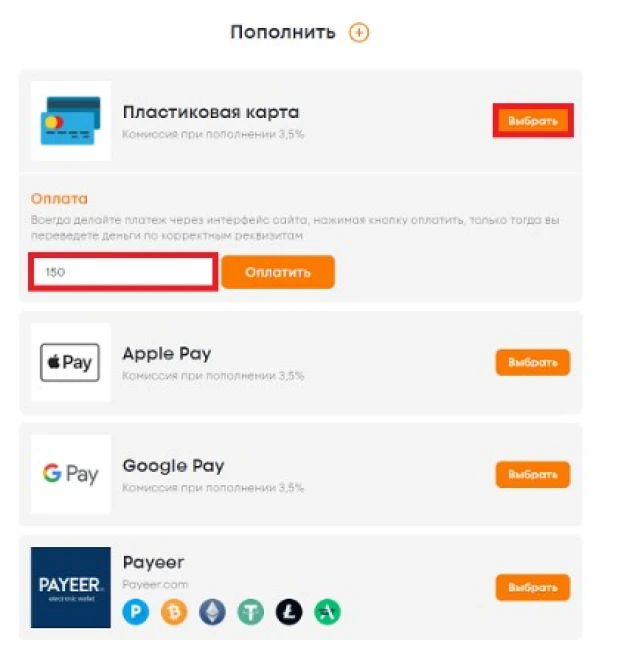 Пополнить
Пластиковая карта
Комиссия при пополнении 3,5%
Выбрать
Оплата
Всегда делайте платеж через интерфейс сайта, нажимая кнопку оплатить, только тогда вы
переведете деньги по корректным реквизитам
150
Оплатить
Pay
Apple Pay
Комиссия при пополнении 3,5%
Выбрать
G Pay
Google Pay
Комиссия при пополнении 3,5%
Выбрать
PAYEER
electronic wallet
Payeer
Payeer.com
Выбрать